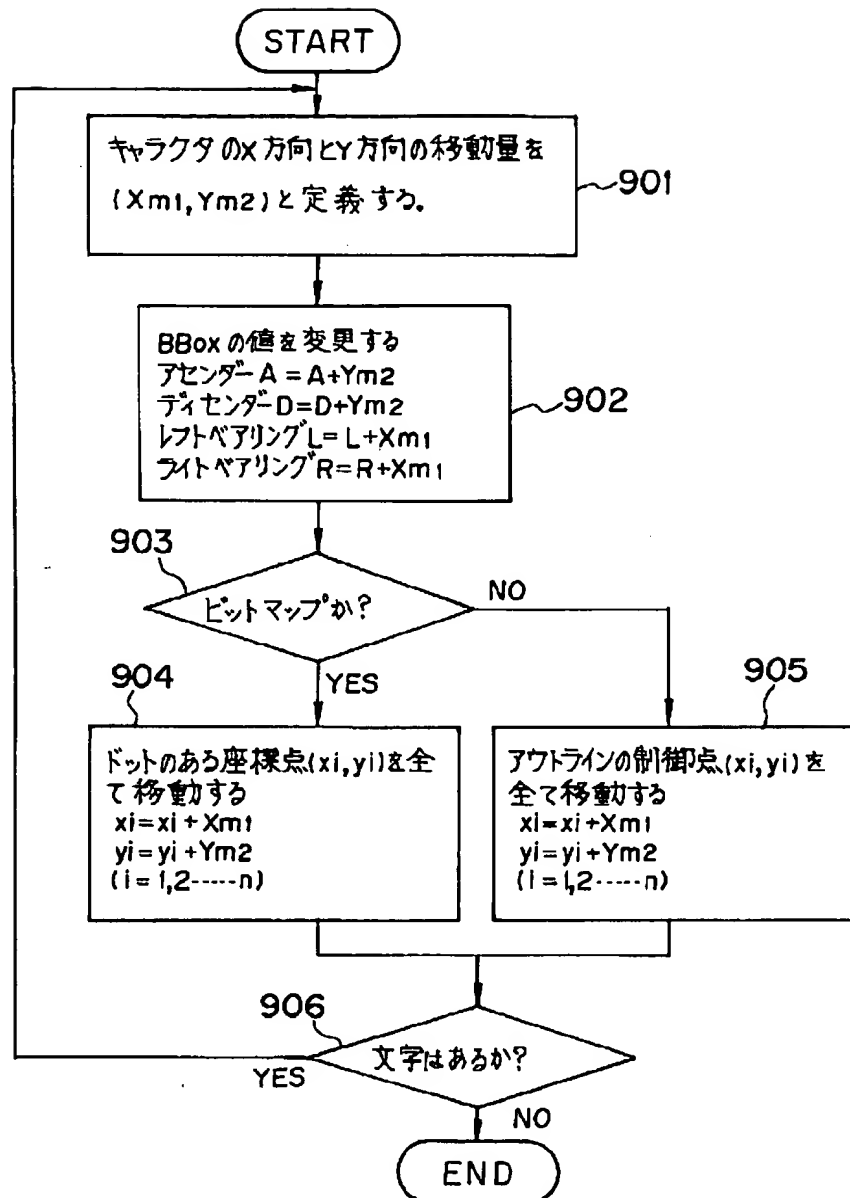 START
キャラクタのX方向とY方向の移動量を
(Xm1,Ym2)と定義する。
901
BBoxの値を変更する
アセンダーA=A+Ym2
ディセンダーD=D+Ym2
レフトベアリングL=L+Xm1
ライトベアリングR=R+Xm1
902
903
ビットマップか?
NO
YES
904
ドットのある座標点(xi,yi)を全
て移動する
xi=xi+Xm1
yi=yi+Ym2
(i=1,2-----n)
905
アウトラインの制御点(xi,yi)を
全て移動する
xi=xi+Xm1
yi=yi+Ym2
(i=1,2-----n)
906
文字はあるか?
YES
NO
END